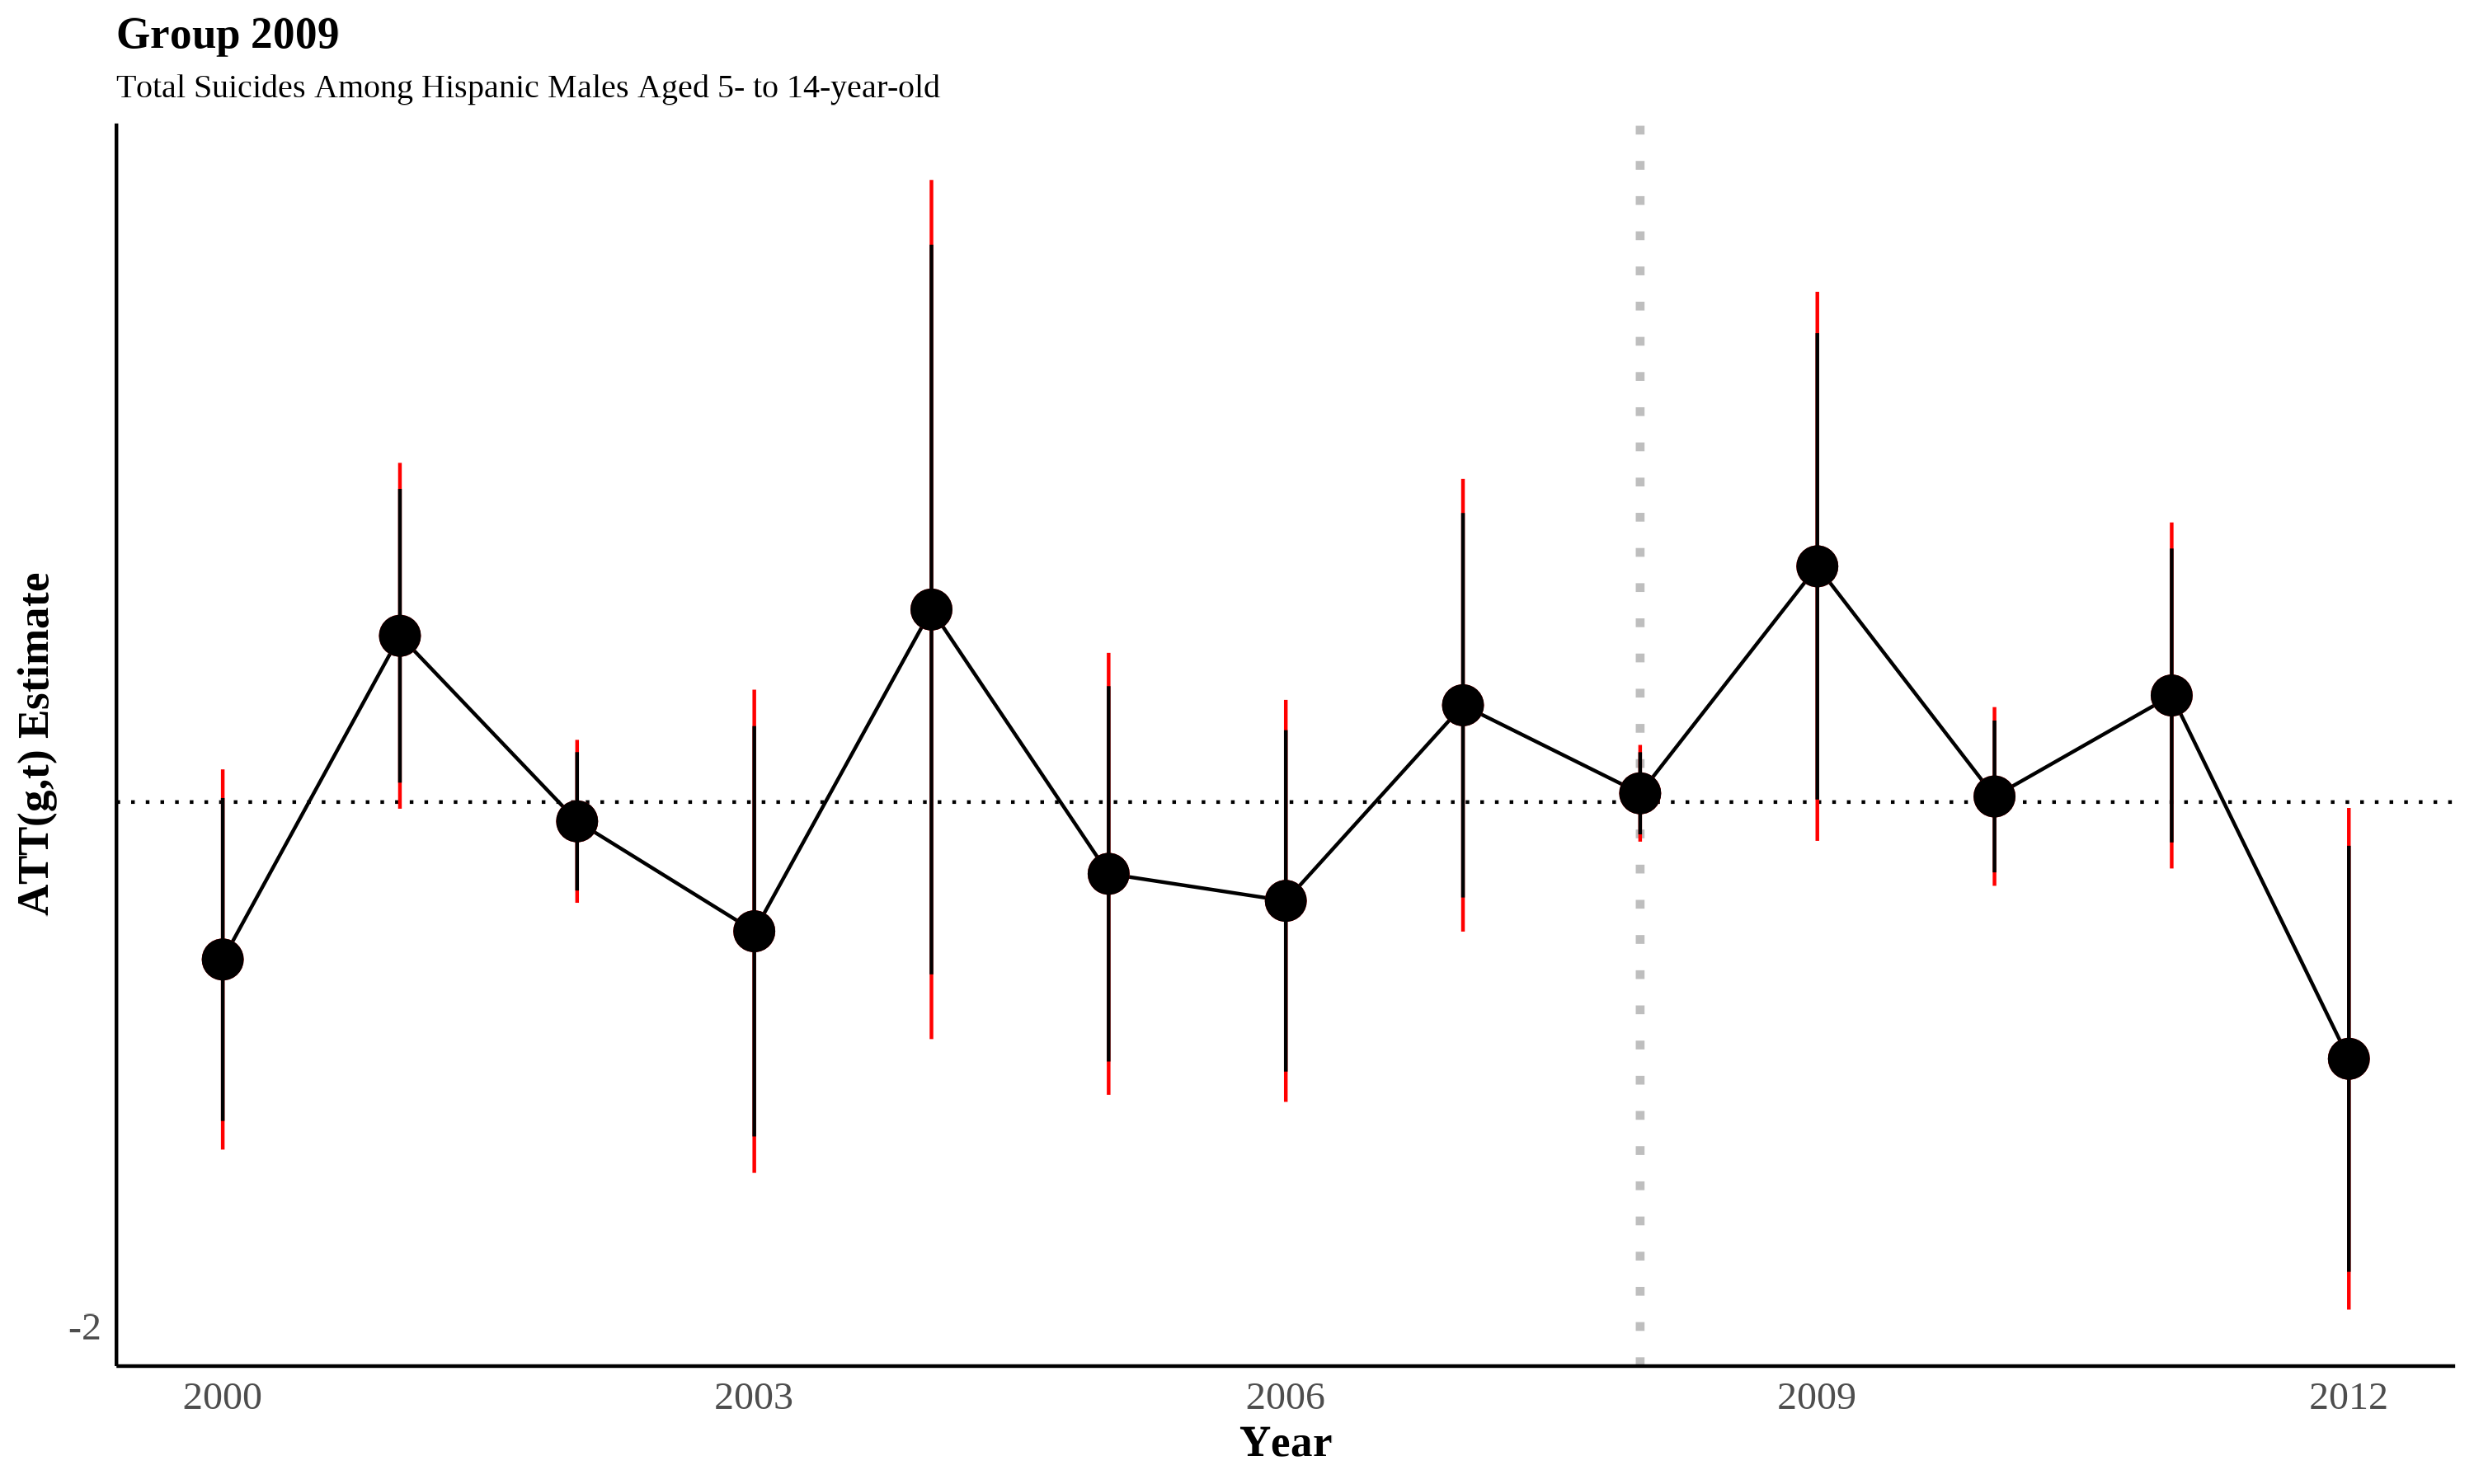 Group 2009
Total Suicides Among Hispanic Males Aged 5- to 14-year-old
ATT(g,t) Estimate
-2
2000 2003 2006 2009 2012
Year